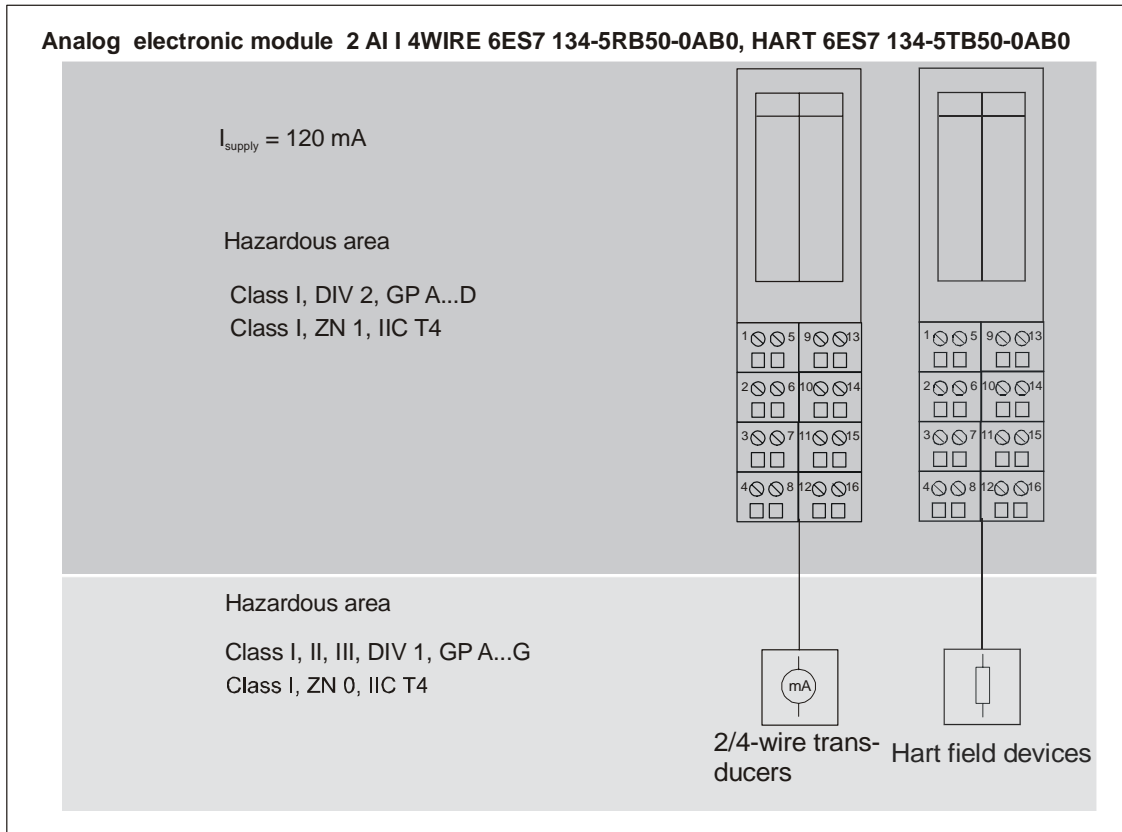 Analog electronic module 2 AI I 4WIRE 6ES7 134-5RB50-0AB0, HART 6ES7 134-5TB50-0AB0
Isupply = 120 mA
Hazardous area
Class I, DIV 2, GP A...D
Class I, ZN 1, IIC T4
1 5 9 13
2 6 10 14
3 7 11 15
4 8 12 16
1 5 9 13
2 6 10 14
3 7 11 15
4 8 12 16
Hazardous area
Class I, II, III, DIV 1, GP A...G
Class I, ZN 0, IIC T4
mA
2/4-wire trans-
ducers
Hart field devices